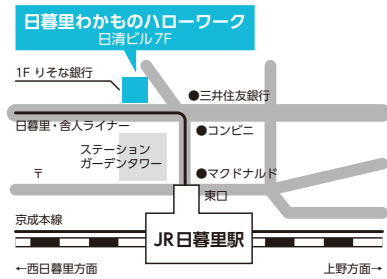 日暮里わかものハローワーク
日清ビル7F
1F りそな銀行
●三井住友銀行
日暮里・舎人ライナー
●コンビニ
ステーション
ガーデンタワー
〒
●マクドナルド
東口
京成本線
JR日暮里駅
←西日暮里方面
上野方面→